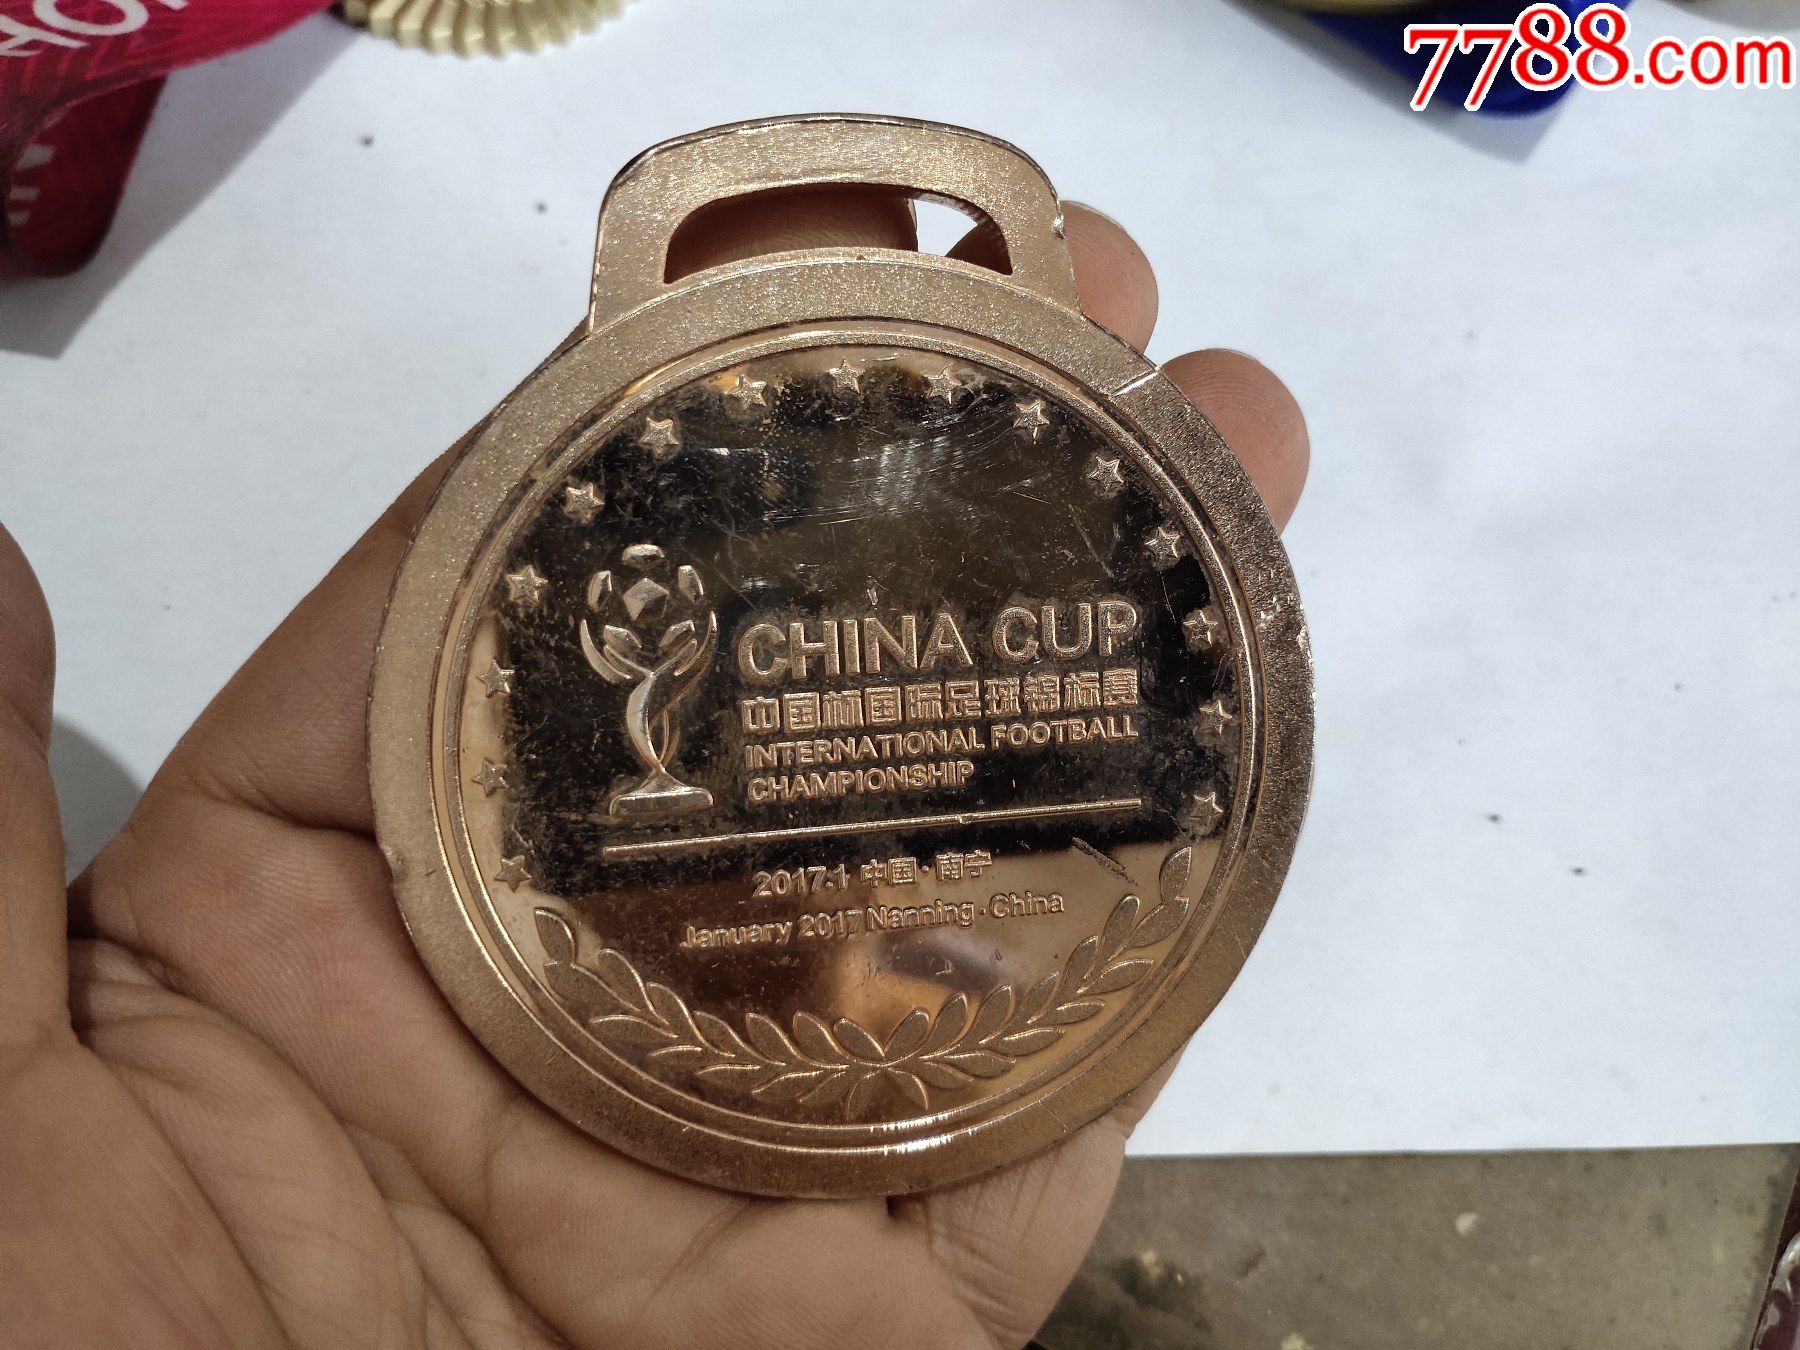 HO
7788.com
CHINA CUP
中国杯国际足球锦标赛
INTERNATIONAL FOOTBALL
CHAMPIONSHIP
2017.1 中国·南宁
January 2017 Nanning·China